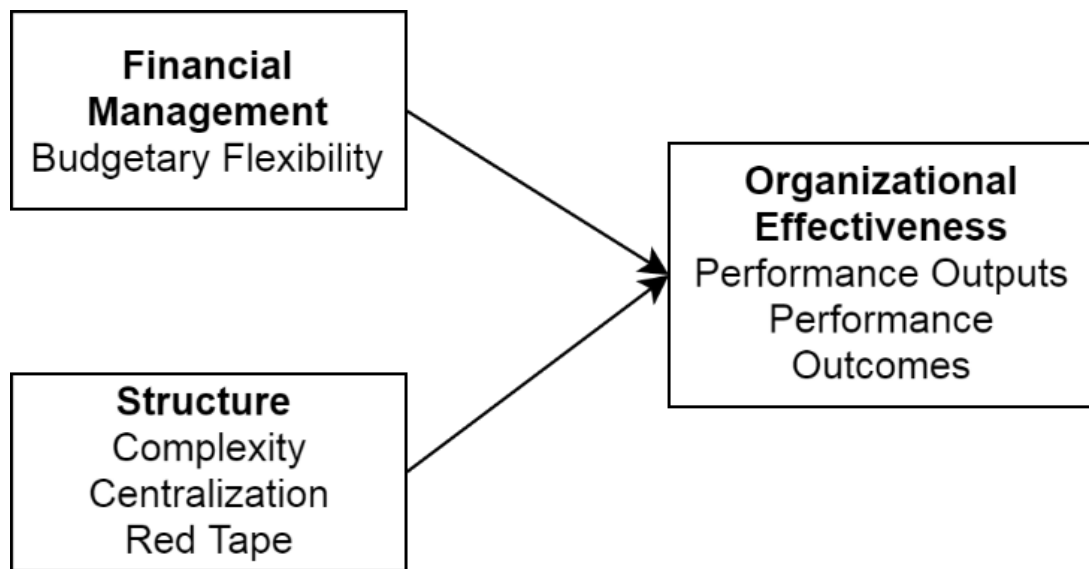 Financial
Management
Budgetary Flexibility
Organizational
Effectiveness
Performance Outputs
Performance
Outcomes
Structure
Complexity
Centralization
Red Tape